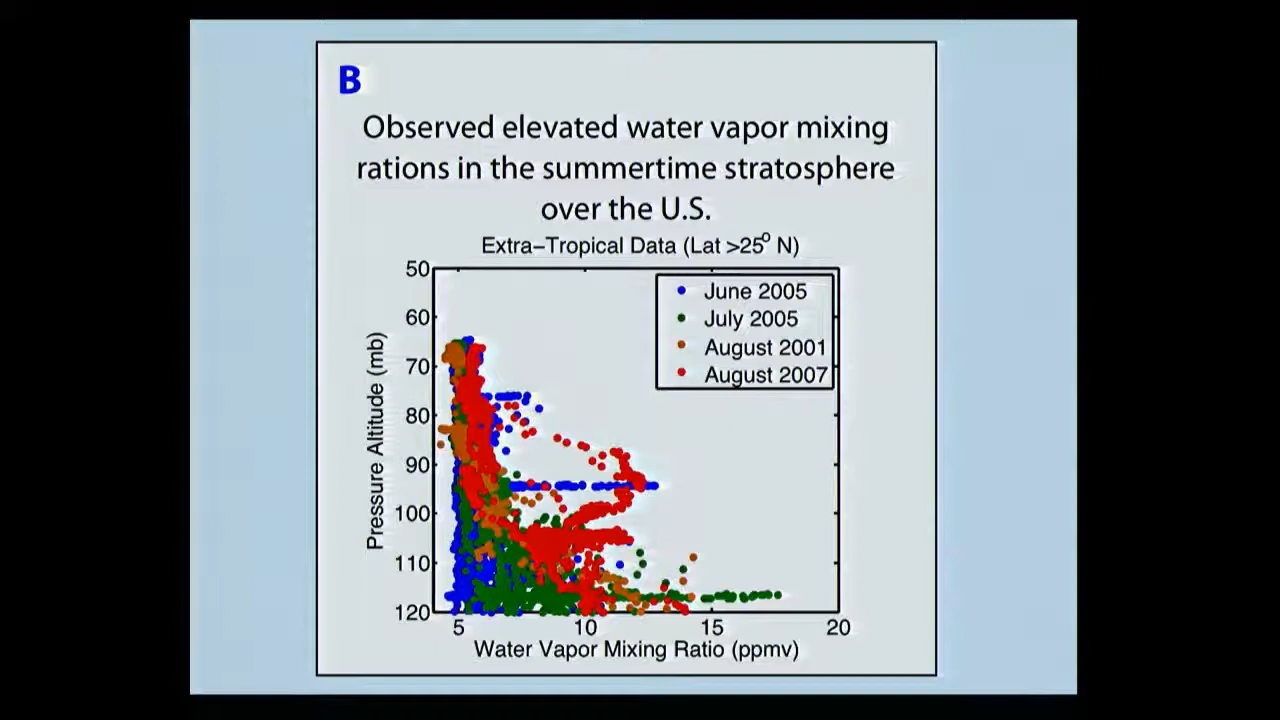 B
Observed elevated water vapor mixing
rations in the summertime stratosphere
over the U.S.
Extra-Tropical Data (Lat >25° N)
50
60
70
80
90
100
110
120
Pressure Altitude (mb)
June 2005
July 2005
August 2001
August 2007
5 10 15 20
Water Vapor Mixing Ratio (ppmv)